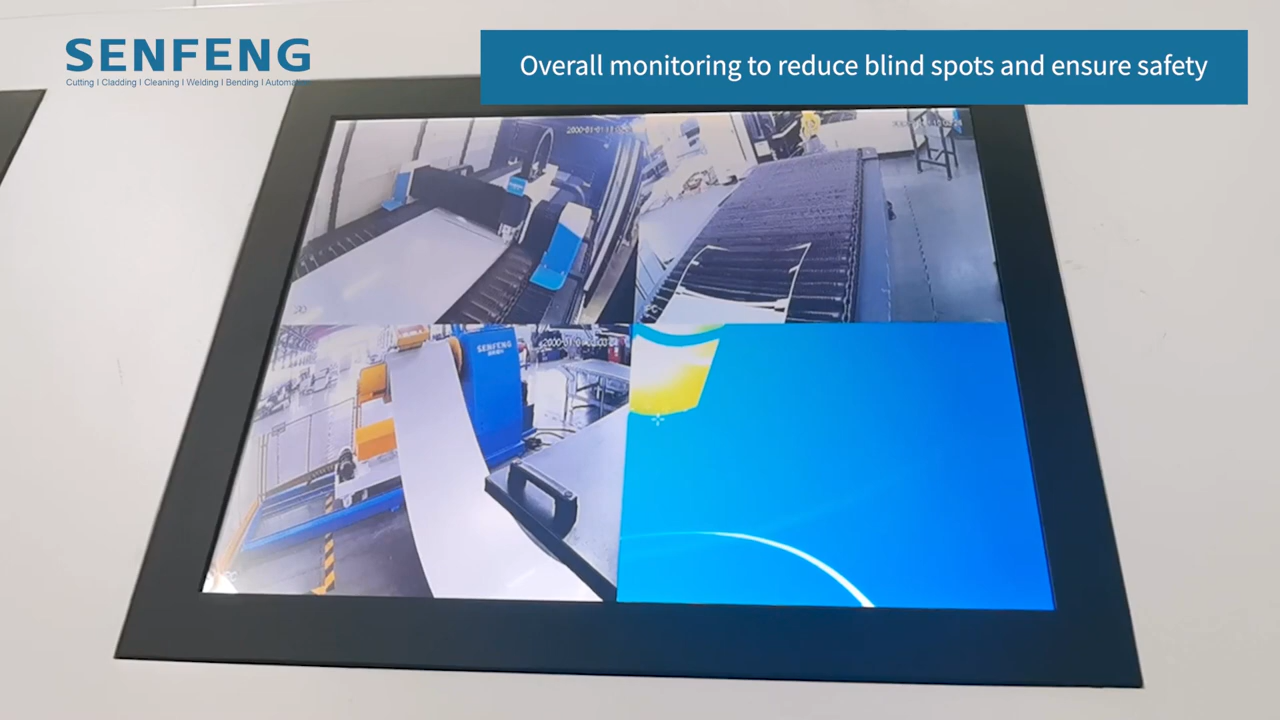 SENFENG
Cutting I Cladding I Cleaning I Welding I Bending I Automa
Overall monitoring to reduce blind spots and ensure safety
SENFENG